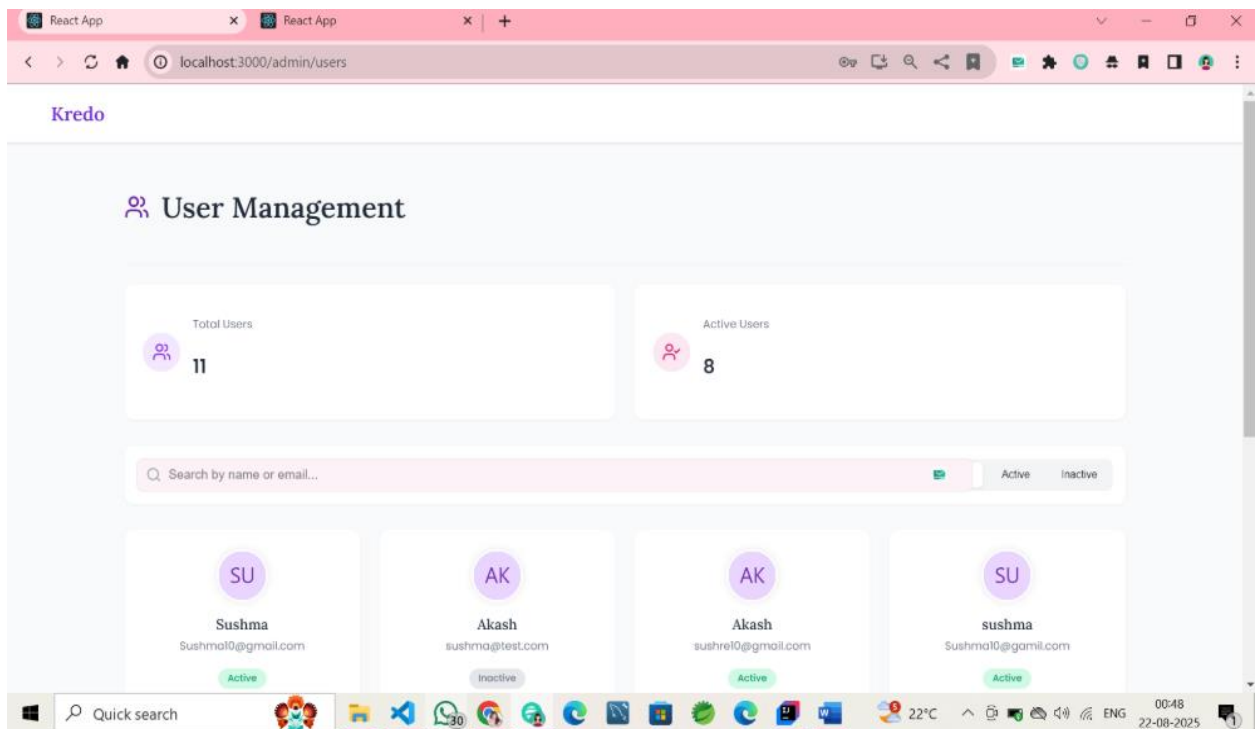 React App
React App
localhost:3000/admin/users
Kredo
User Management
Total Users
11
Active Users
8
Search by name or email...
Active Inactive
SU AK AK SU
Sushma Akash Akash sushma
Sushma10@gmail.com sushma@test.com sushre10@gmail.com Sushma10@gamil.com
Active Inactive Active Active
Quick search
30
22°C
ENG
00:48
22-08-2025
1